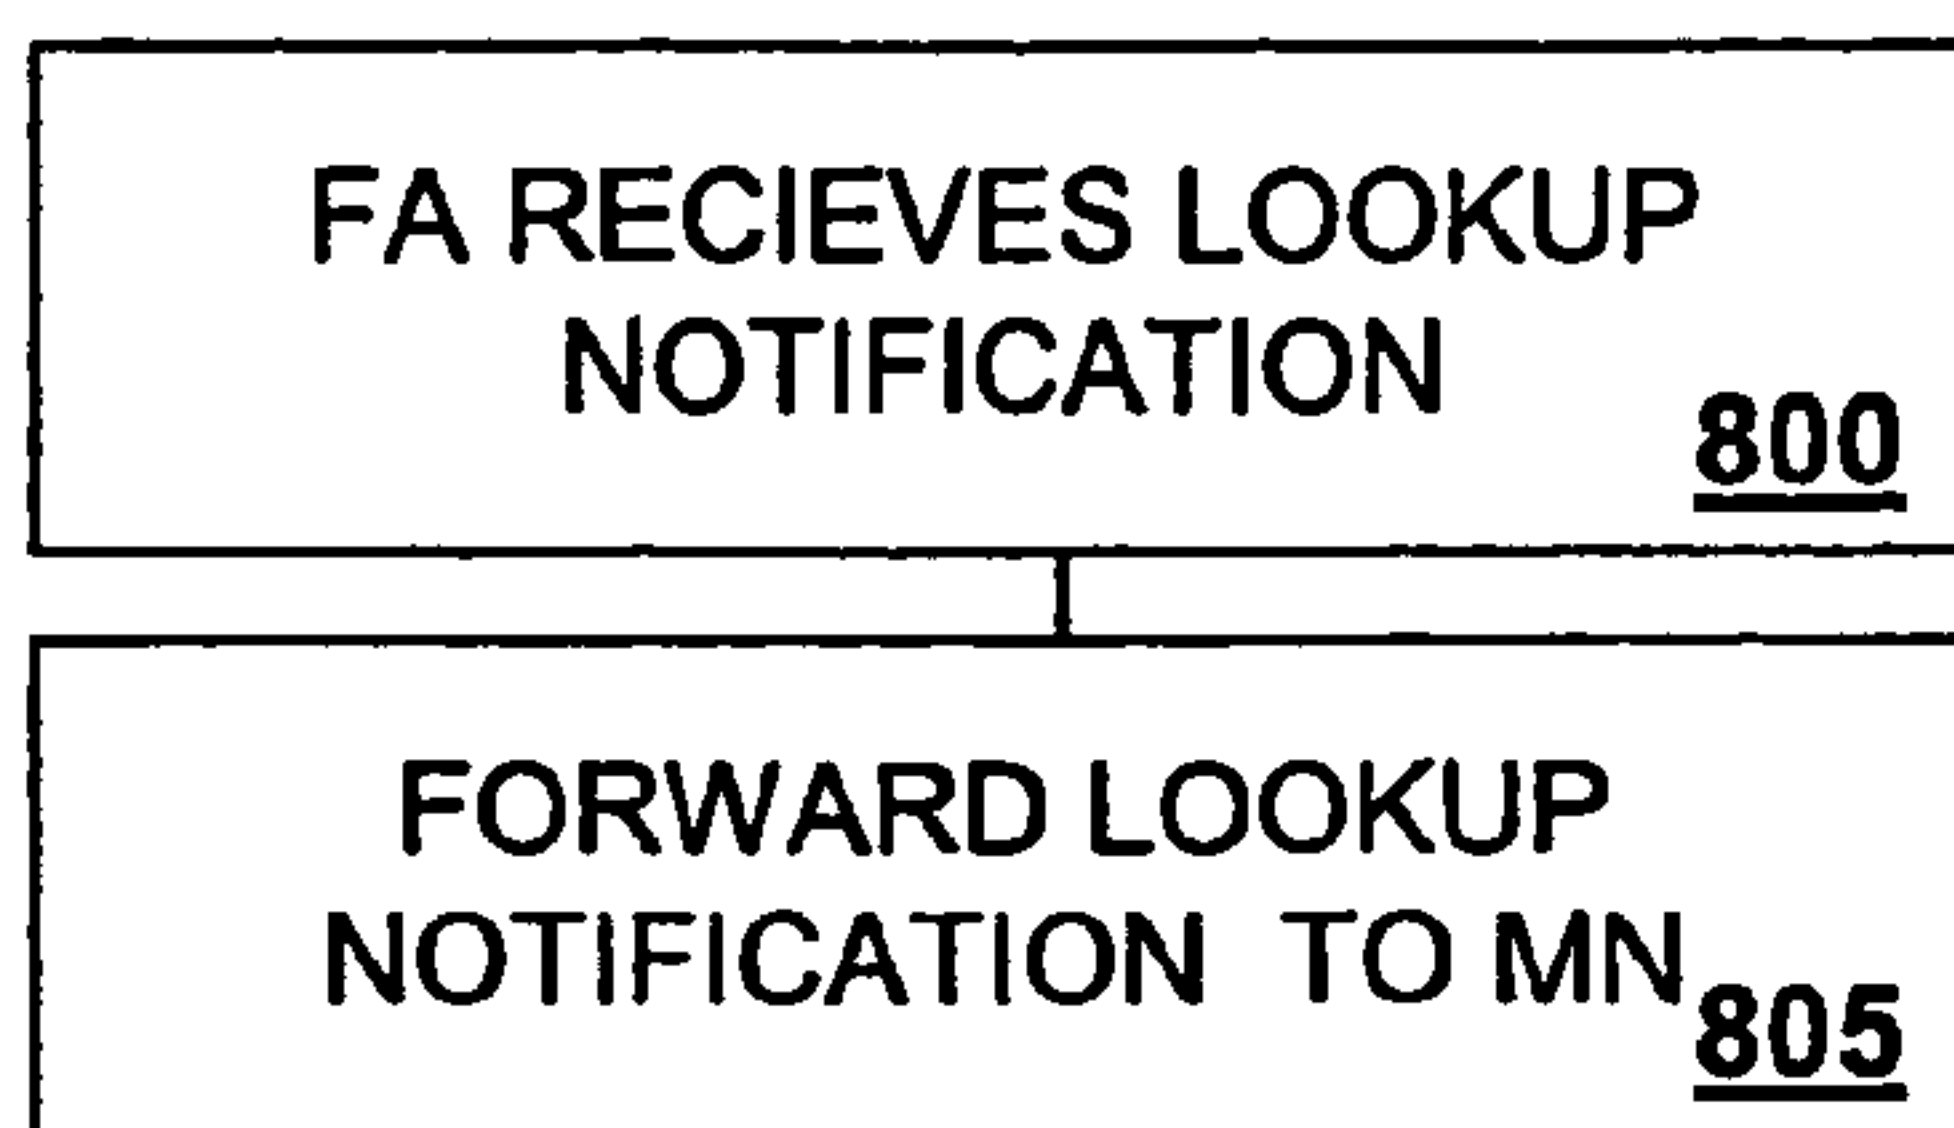 FA RECIEVES LOOKUP
NOTIFICATION
800
FORWARD LOOKUP
NOTIFICATION TO MN
805